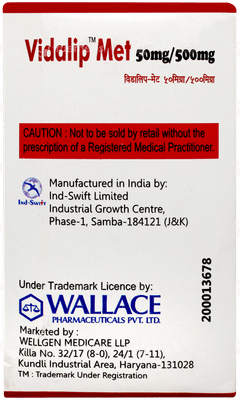 Vidalip™ Met 50mg/500mg
विडालिप-मेट ५०मिग्रा/५००मिग्रा
CAUTION : Not to be sold by retail without the
prescription of a Registered Medical Practitioner.
Ind-Swift
Manufactured in India by:
Ind-Swift Limited
Industrial Growth Centre,
Phase-1, Samba-184121 (J&K)
Under Trademark Licence by:
WALLACE
PHARMACEUTICALS PVT. LTD.
Marketed by :
WELLGEN MEDICARE LLP
Killa No. 32/17 (8-0), 24/1 (7-11),
Kundli Industrial Area, Haryana-131028
TM : Trademark Under Registration
200013678